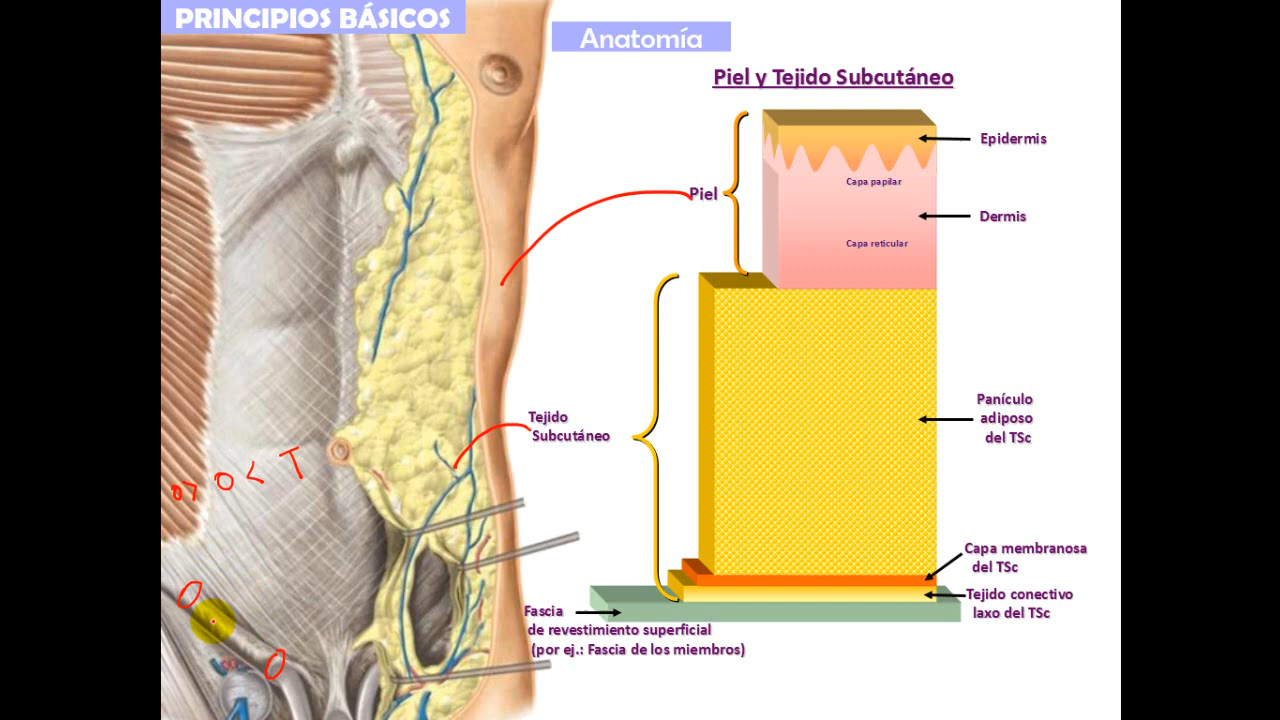 PRINCIPIOS BÁSICOS
Anatomía
Piel y Tejido Subcutáneo
Epidermis
Capa papilar
Piel
Dermis
Capa reticular
Panículo
adiposo
del TSc
Tejido
Subcutáneo
Capa membranosa
del TSc
Tejido conectivo
laxo del TSc
Fascia
de revestimiento superficial
(por ej.: Fascia de los miembros)